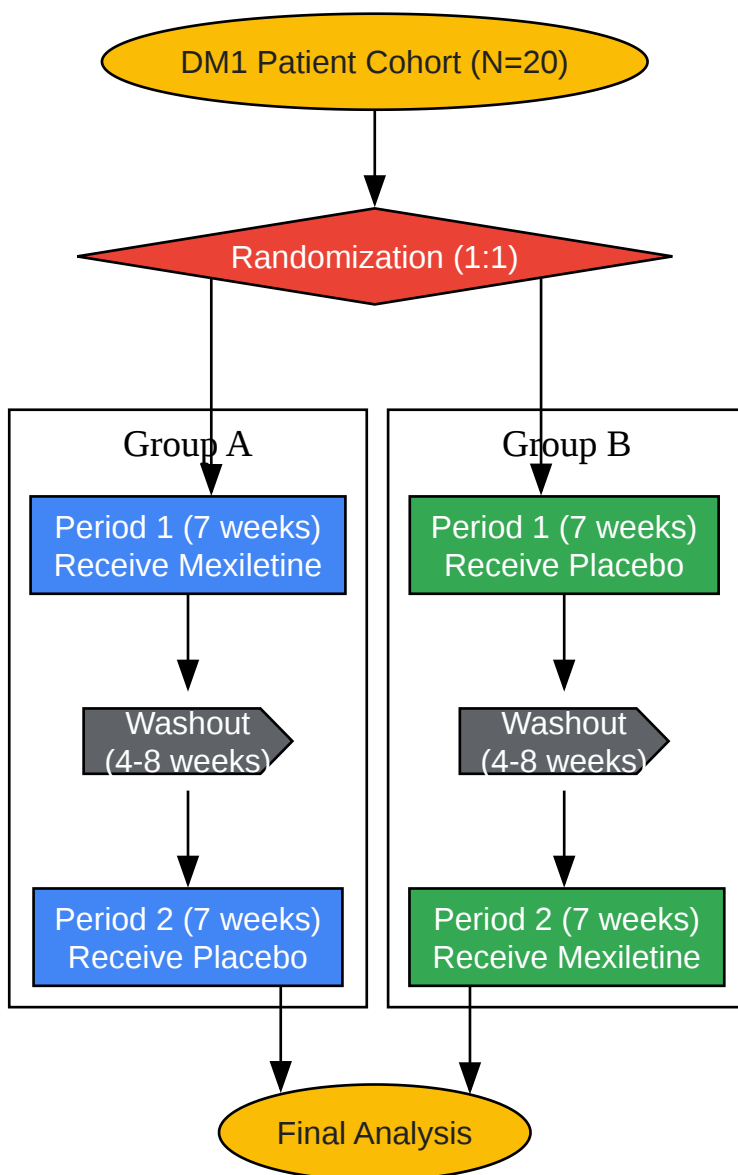 DM1 Patient Cohort (N=20)
Randomization (1:1)
Group A
Period 1 (7 weeks)
Receive Mexiletine
Washout
(4-8 weeks)
Period 2 (7 weeks)
Receive Placebo
Group B
Period 1 (7 weeks)
Receive Placebo
Washout
(4-8 weeks)
Period 2 (7 weeks)
Receive Mexiletine
Final Analysis